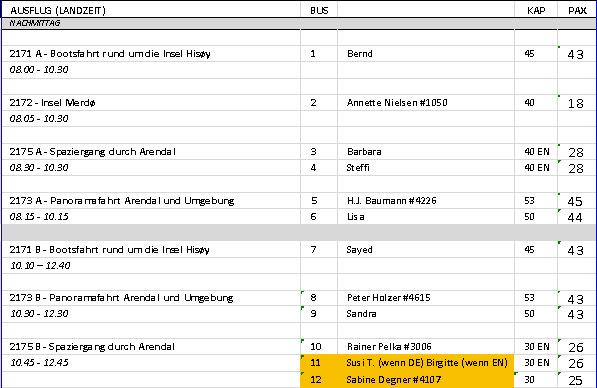 AUSFLUG (LANDZEIT) BUS KAP PAX
NACHMITTAG
2171 A - Bootsfahrt rund um die Insel Hisøy 1 Bernd 45 43
08.00 - 10.30
2172 - Insel Merdø 2 Annette Nielsen #1050 40 18
08.05 - 10.30
2175 A - Spaziergang durch Arendal 3 Barbara 40 EN 28
08.30 - 10.30 4 Steffi 40 EN 28
2173 A - Panoramafahrt Arendal und Umgebung 5 H.J. Baumann #4226 53 45
08.15 - 10.15 6 Lisa 50 44
2171 B - Bootsfahrt rund um die Insel Hisøy 7 Sayed 45 43
10.10 – 12.40
2173 B - Panoramafahrt Arendal und Umgebung 8 Peter Holzer #4615 53 43
10.30 - 12.30 9 Sandra 50 43
2175 B - Spaziergang durch Arendal 10 Rainer Pelka #3006 30 EN 26
10.45 - 12.45 11 Susi T. (wenn DE) Birgitte (wenn EN) 30 EN 26
12 Sabine Degner #4107 30 25